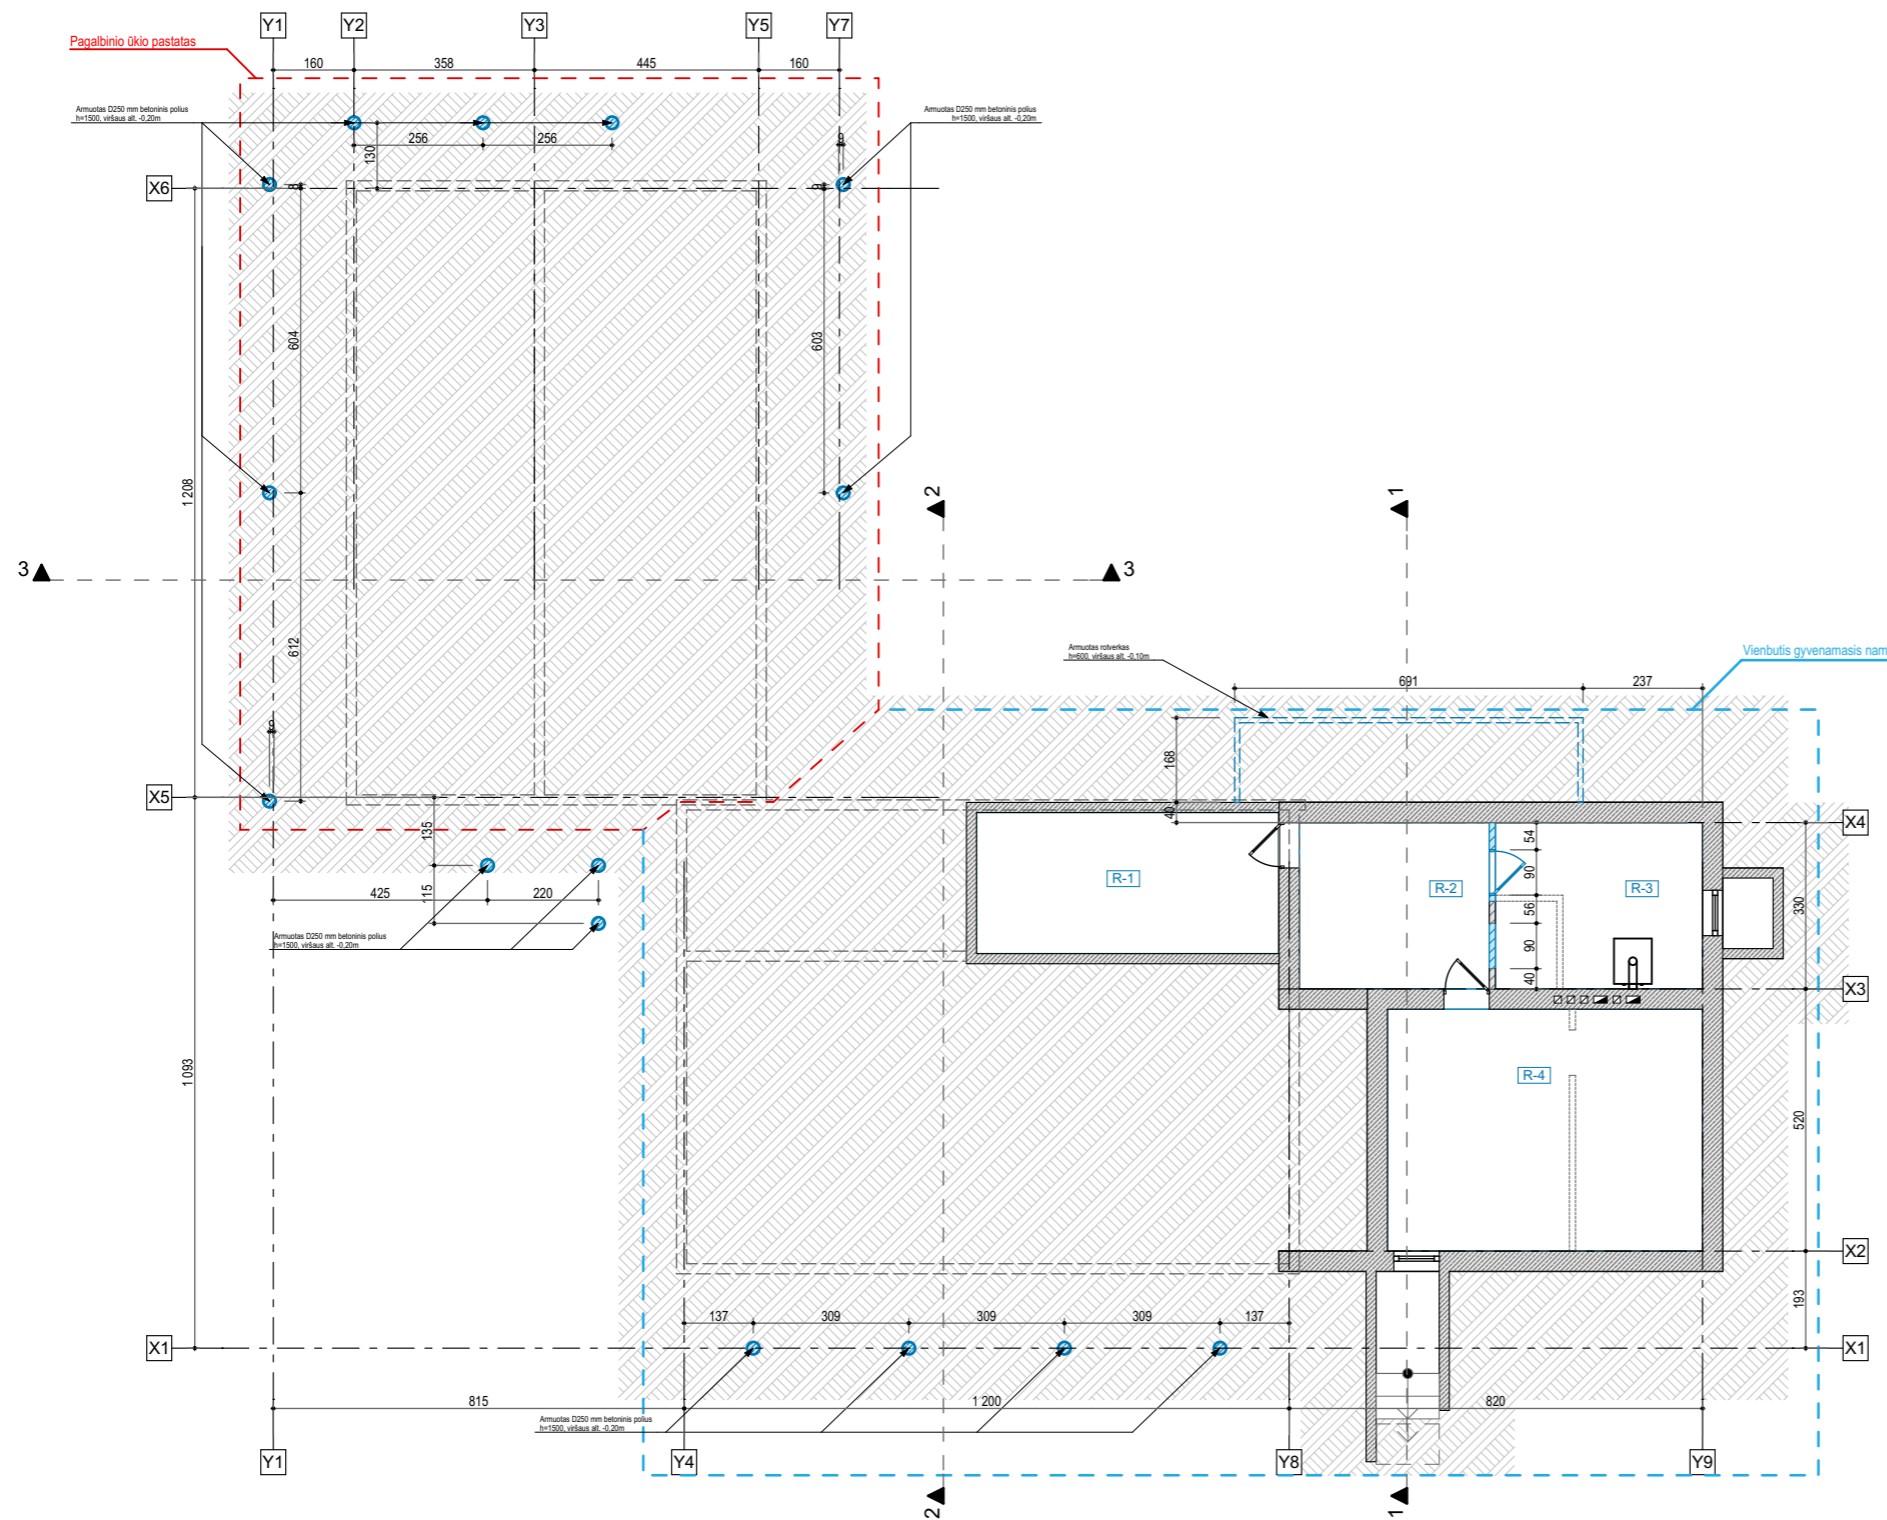 Y1
Y2
Y3
Y5
Y7
Pagalbinio ūkio pastatas
160
358
445
160
Armuotas D250 mm betoninis polius
h=1500, viršaus alt. -0,20m
Armuotas D250 mm betoninis polius
h=1500, viršaus alt. -0,20m
256
256
130
9
X6
8
9
604
603
1 208
2
1
3
3
612
Armuotas rotverkas
h=600, viršaus alt. -0,10m
Vienbutis gyvenamasis nam
691
237
168
9
X5
40
X4
135
54
R-1
90
R-2
R-3
425
220
115
56
330
Armuotas D250 mm betoninis polius
h=1500, viršaus alt. -0,20m
90
40
X3
1 093
R-4
520
X2
193
137
309
309
309
137
X1
X1
815
1 200
820
Armuotas D250 mm betoninis polius
h=1500, viršaus alt. -0,20m
Y1
Y4
Y8
Y9
2
1